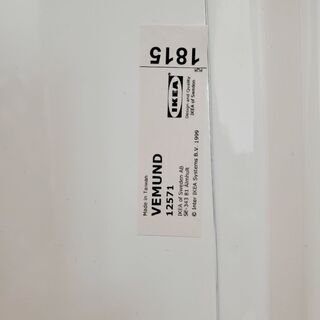 Made in Taiwan
VEMUND
12571
IKEA of Sweden AB
SE-343 81 Älmhult
© Inter IKEA Systems B.V. 1999
IKEA
Design and Quality
IKEA of Sweden
1815